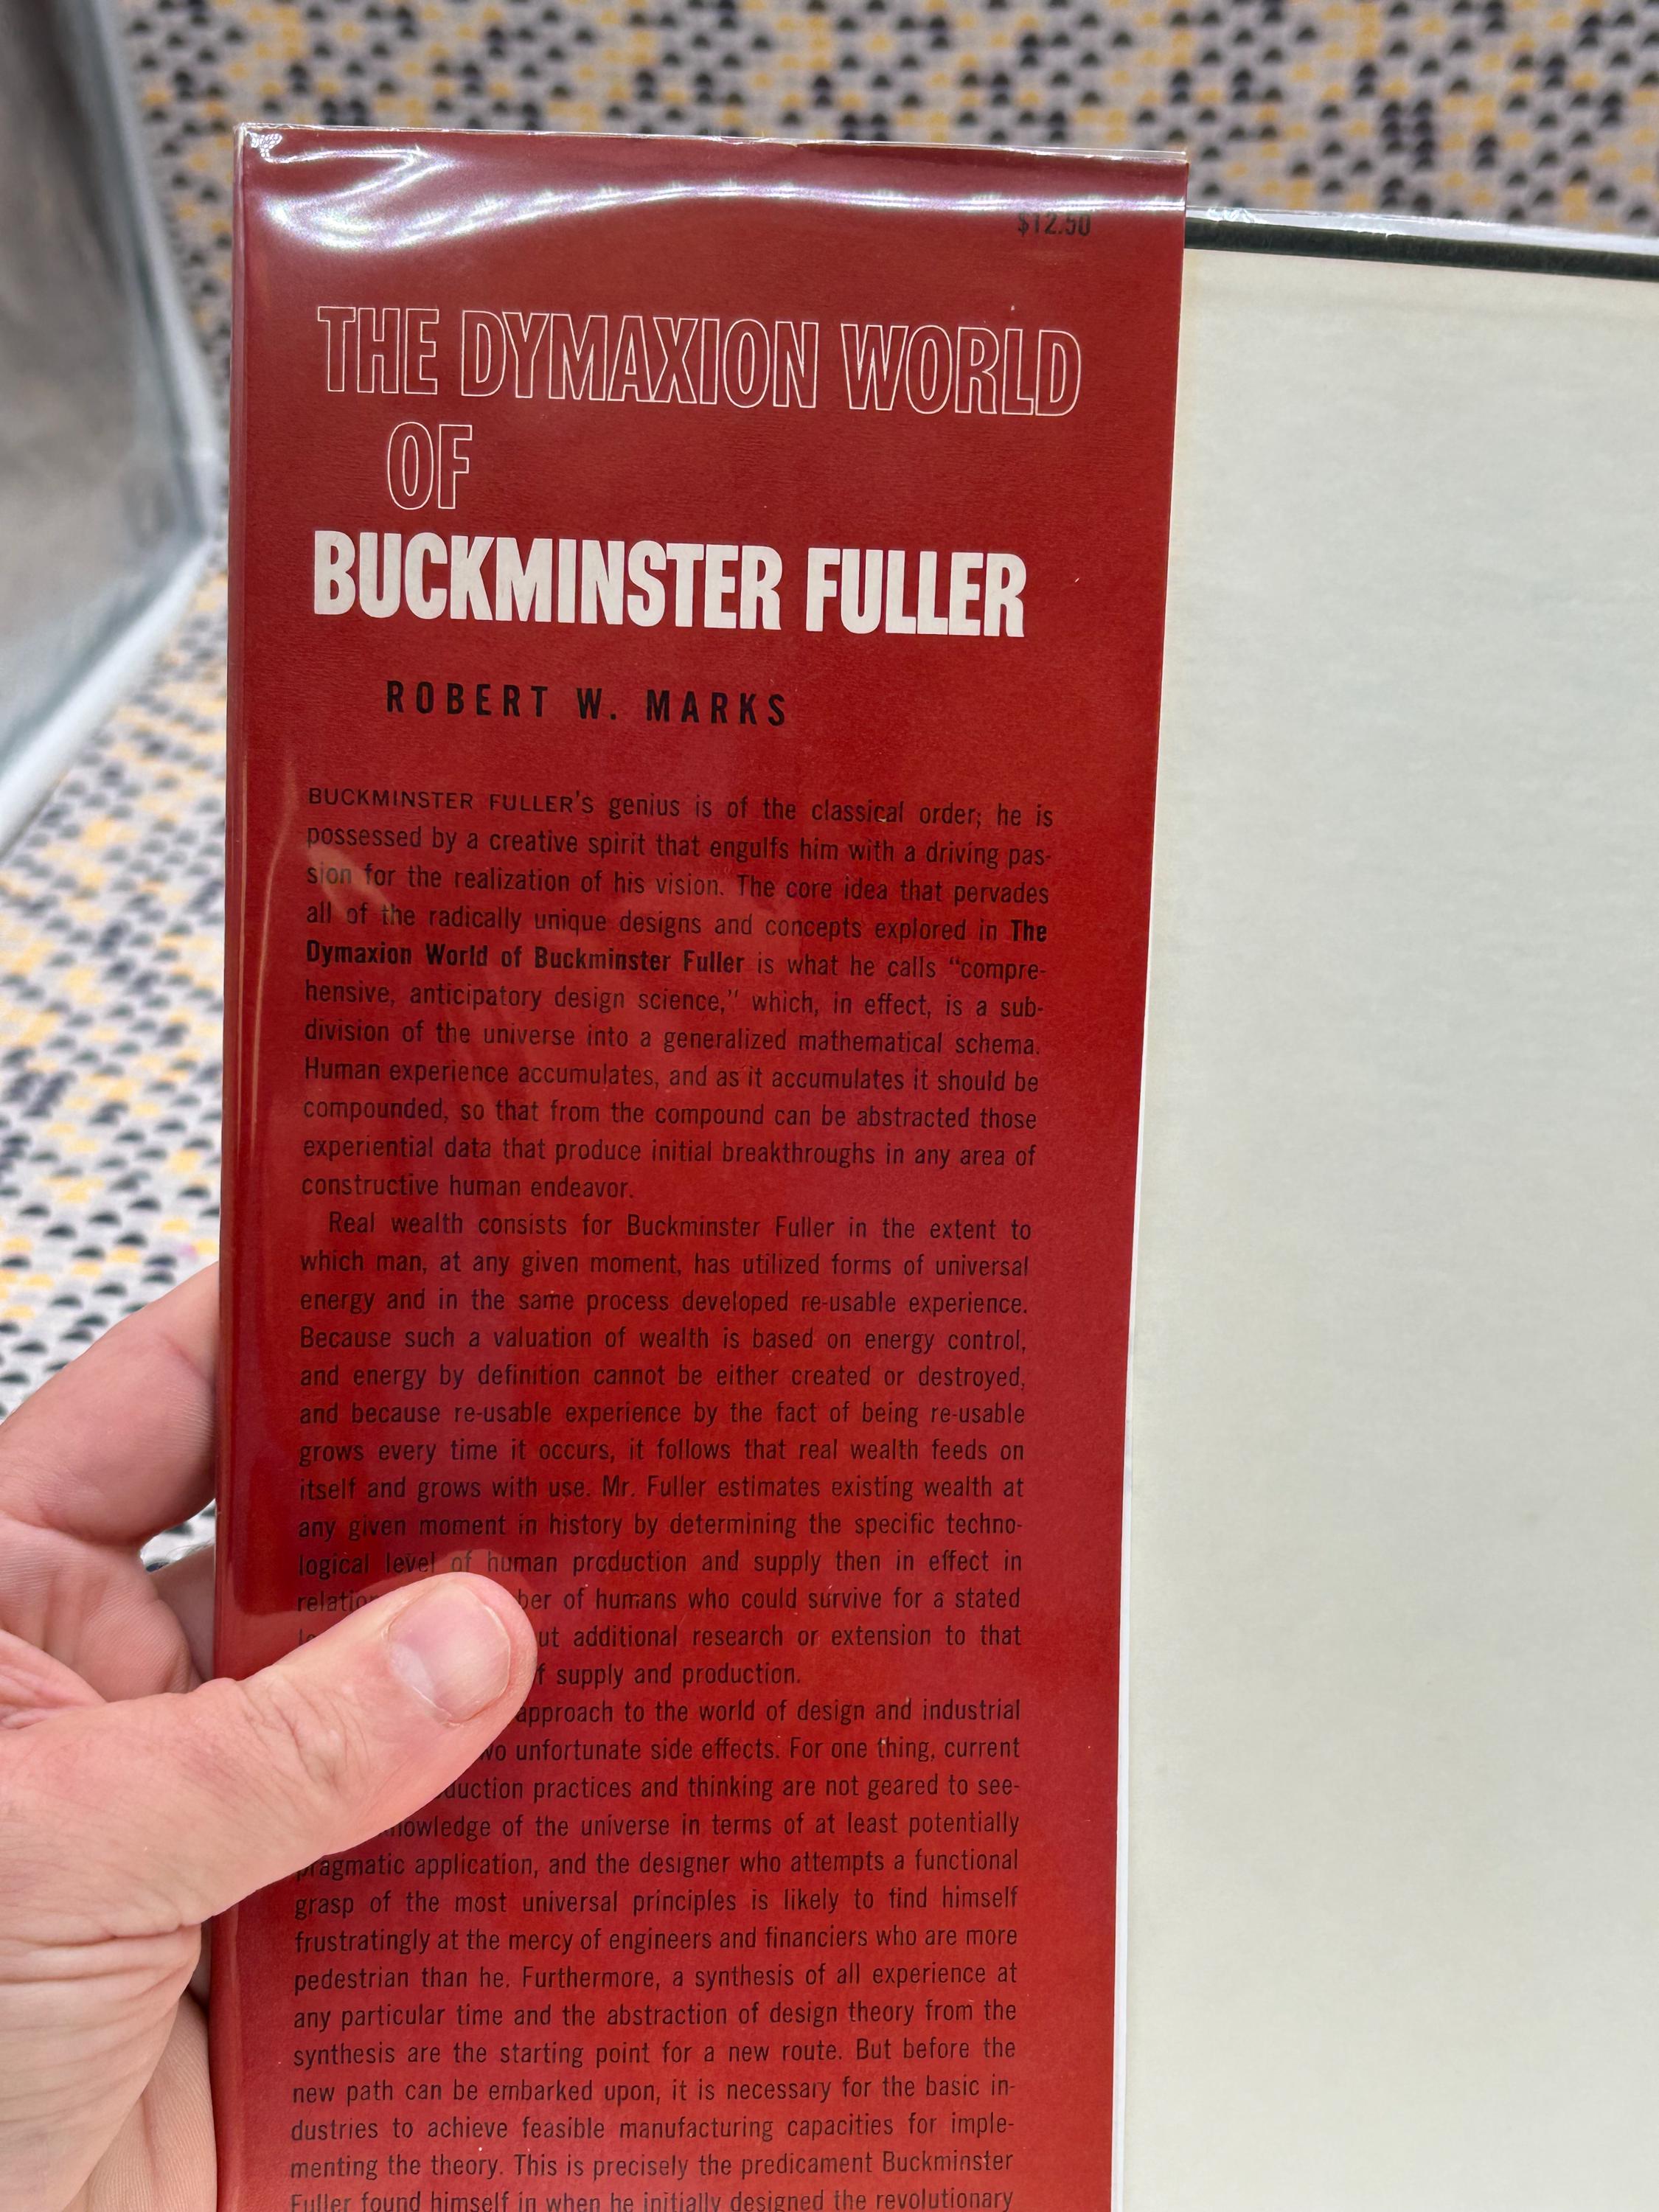 $12.50
THE DYMAXION WORLD
OF
BUCKMINSTER FULLER
ROBERT W. MARKS
BUCKMINSTER FULLER'S genius is of the classical order; he is
possessed by a creative spirit that engulfs him with a driving pas-
sion for the realization of his vision. The core idea that pervades
all of the radically unique designs and concepts explored in The
Dymaxion World of Buckminster Fuller is what he calls “compre-
hensive, anticipatory design science,” which, in effect, is a sub-
division of the universe into a generalized mathematical schema.
Human experience accumulates, and as it accumulates it should be
compounded, so that from the compound can be abstracted those
experiential data that produce initial breakthroughs in any area of
constructive human endeavor.
Real wealth consists for Buckminster Fuller in the extent to
which man, at any given moment, has utilized forms of universal
energy and in the same process developed re-usable experience.
Because such a valuation of wealth is based on energy control,
and energy by definition cannot be either created or destroyed,
and because re-usable experience by the fact of being re-usable
grows every time it occurs, it follows that real wealth feeds on
itself and grows with use. Mr. Fuller estimates existing wealth at
any given moment in history by determining the specific techno-
logical level of human production and supply then in effect in
of humans who could survive for a stated
additional research or extension to that
supply and production.
approach to the world of design and industrial
unfortunate side effects. For one thing, current
practices and thinking are not geared to see-
of the universe in terms of at least potentially
pragmatic application, and the designer who attempts a functional
grasp of the most universal principles is likely to find himself
frustratingly at the mercy of engineers and financiers who are more
pedestrian than he. Furthermore, a synthesis of all experience at
any particular time and the abstraction of design theory from the
synthesis are the starting point for a new route. But before the
new path can be embarked upon, it is necessary for the basic in-
dustries to achieve feasible manufacturing capacities for imple-
menting the theory. This is precisely the predicament Buckminster
Fuller found himself in when he initially designed the revolutionary